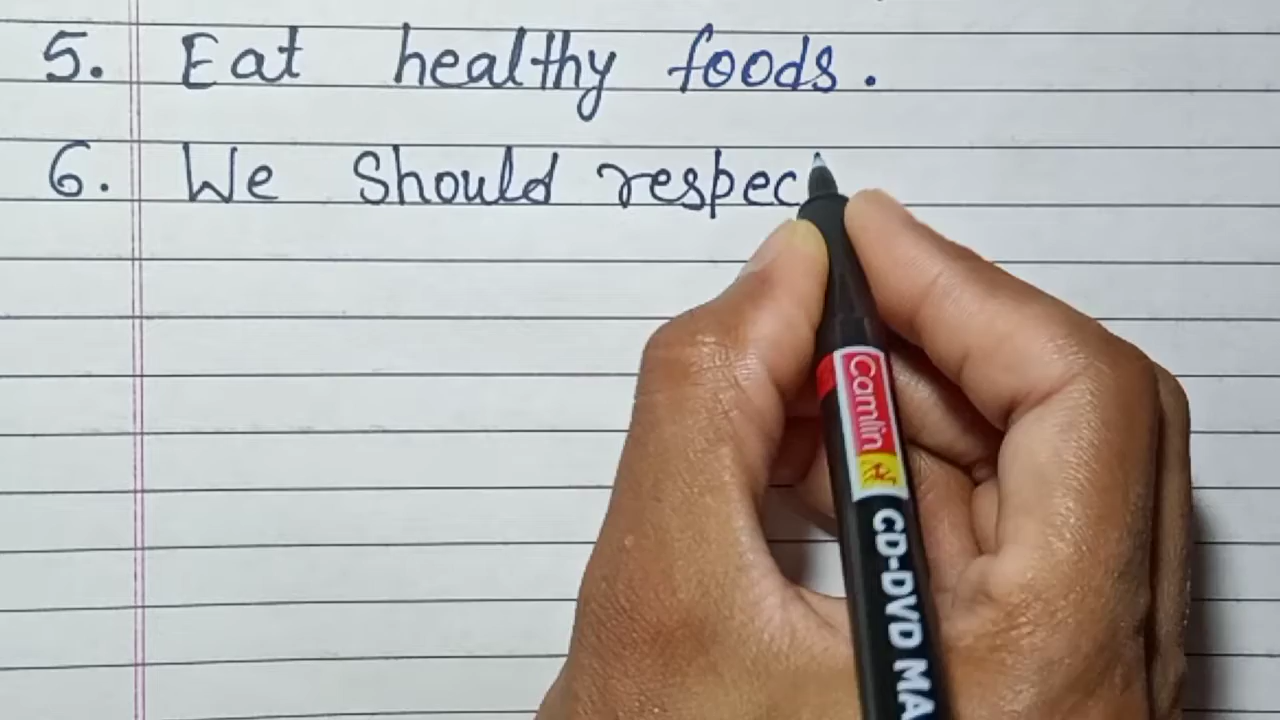 5. Eat healthy foods.
6. We Should respec
Camlin
CD-DVD MA